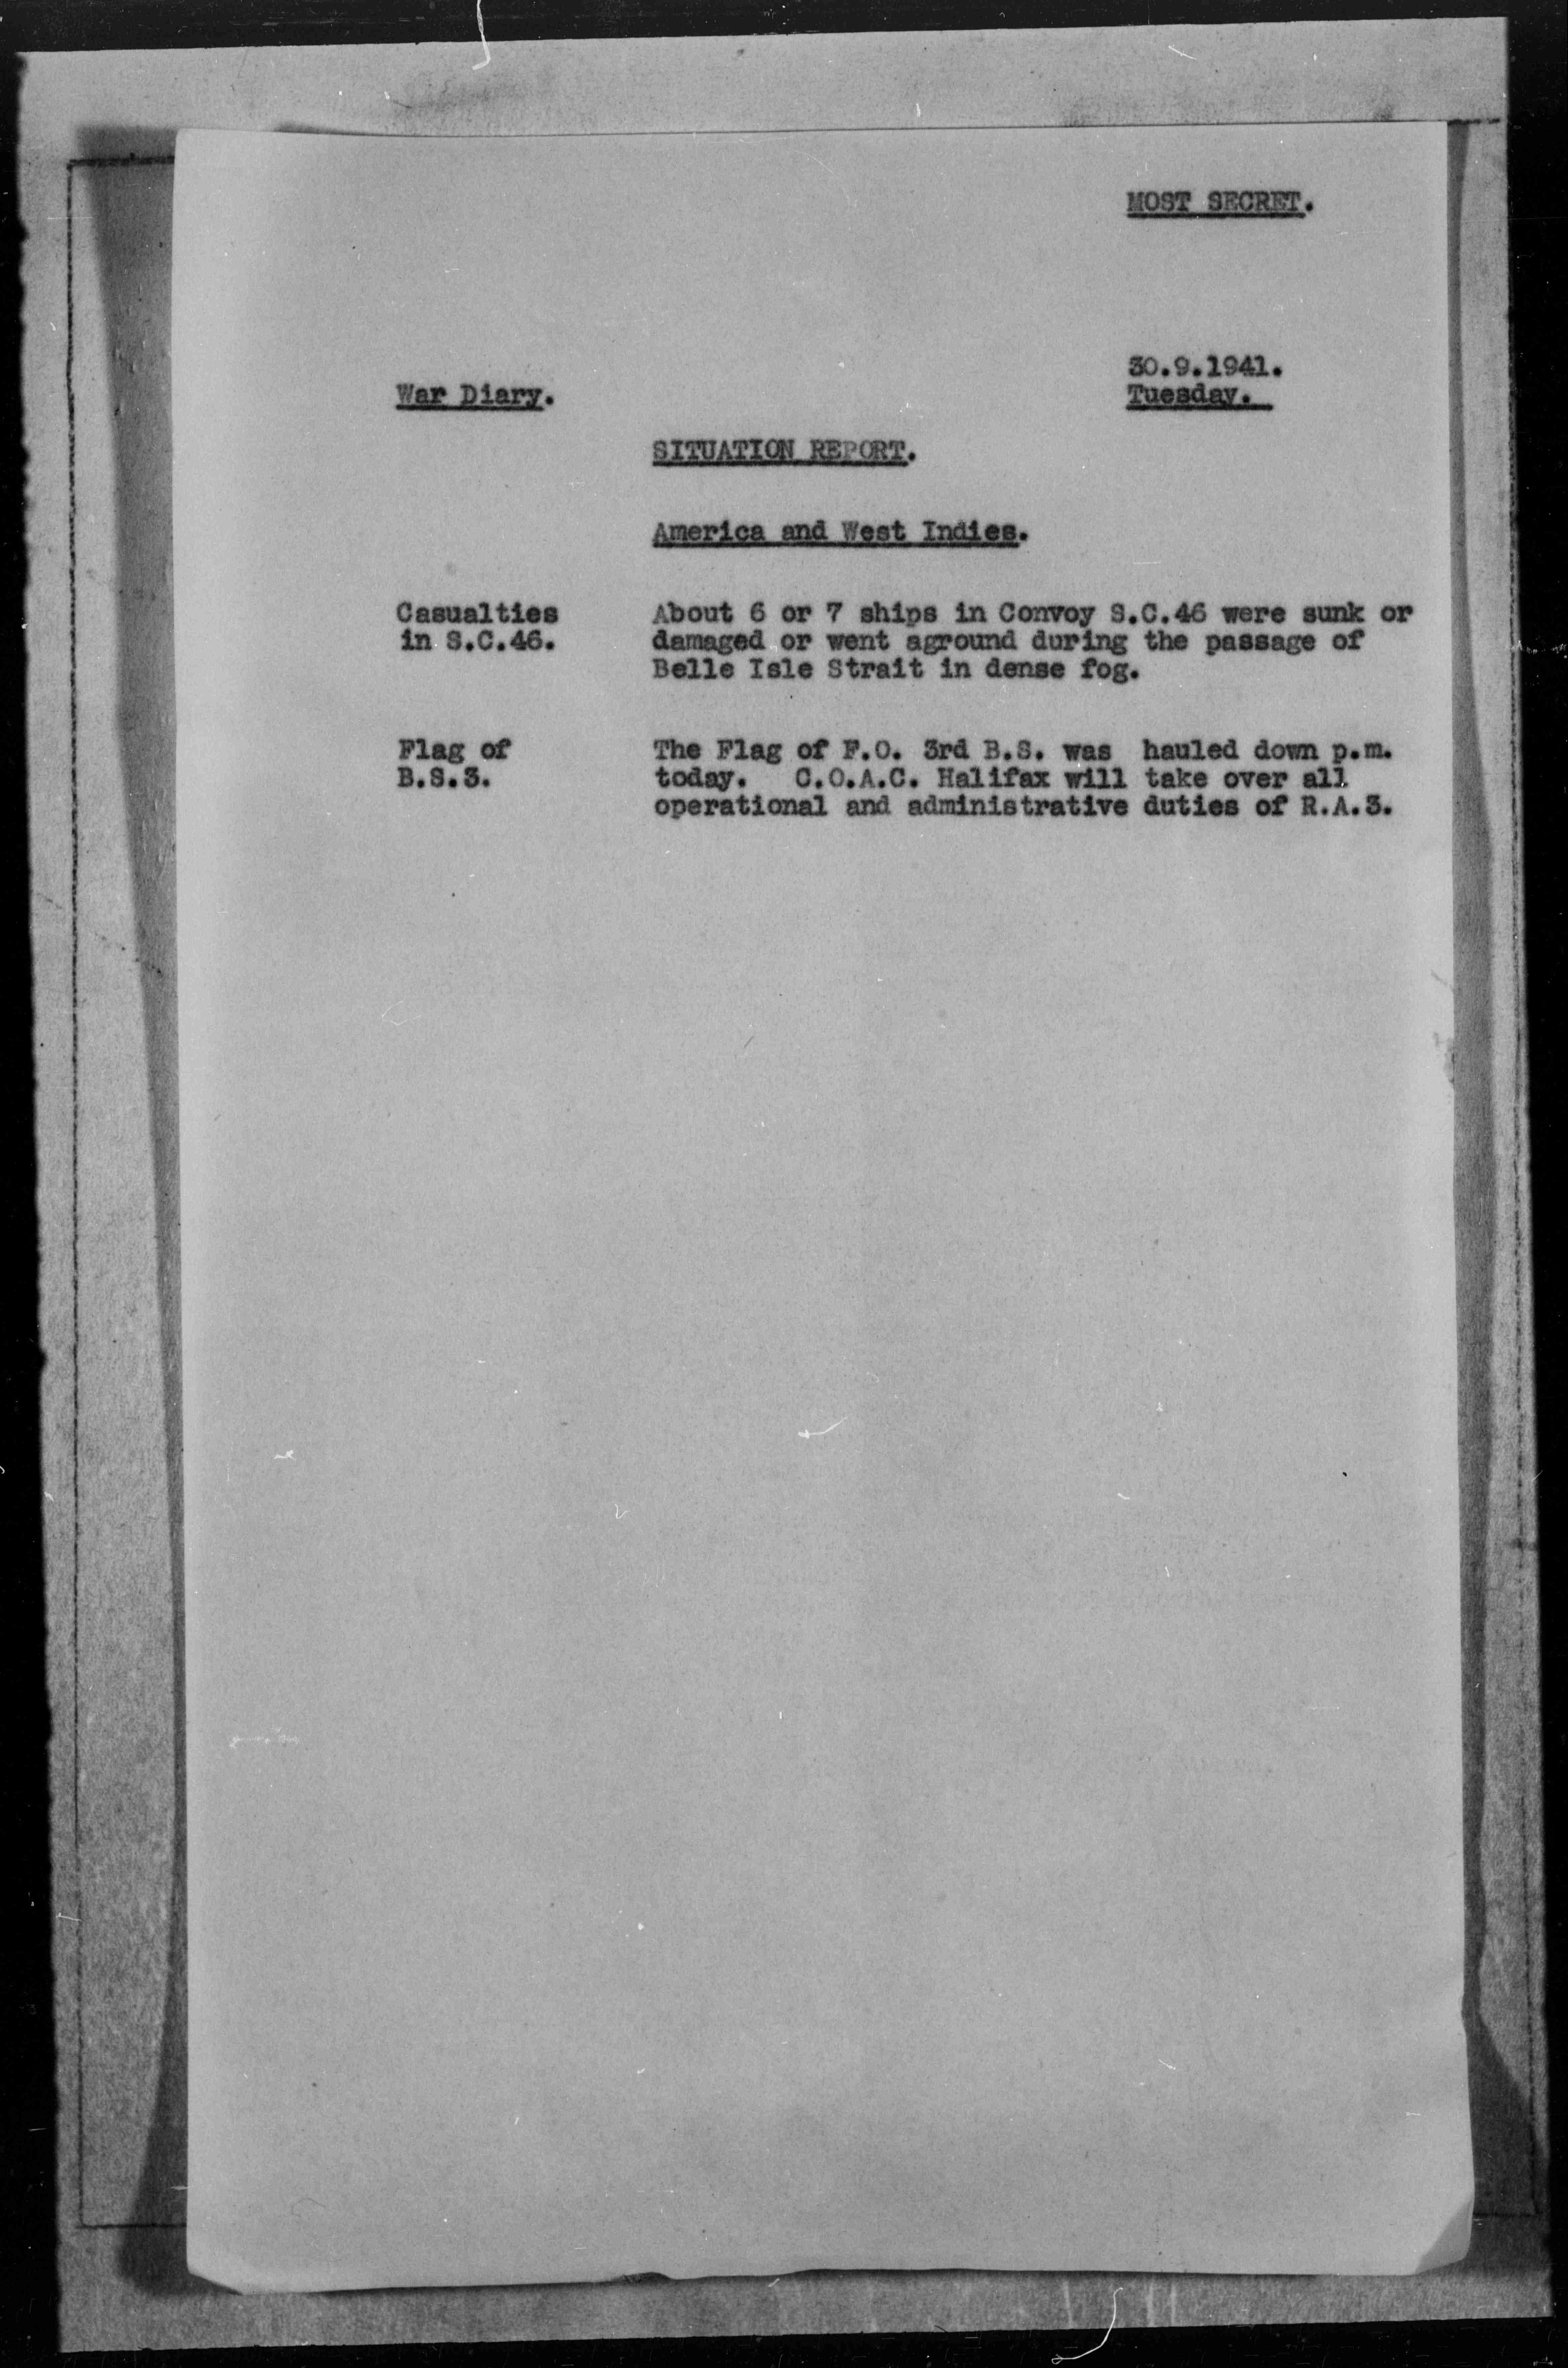 MOST SECRET.
30.9.1941.
War Diary.
Tuesday.
SITUATION REPORT.
America and West Indies.
Casualties in S.C.46.
About 6 or 7 ships in Convoy S.C.46 were sunk or
damaged or went aground during the passage of
Belle Isle Strait in dense fog.
Flag of B.S.3.
The Flag of F.O. 3rd B.S. was hauled down p.m.
today. C.O.A.C. Halifax will take over all
operational and administrative duties of R.A.3.